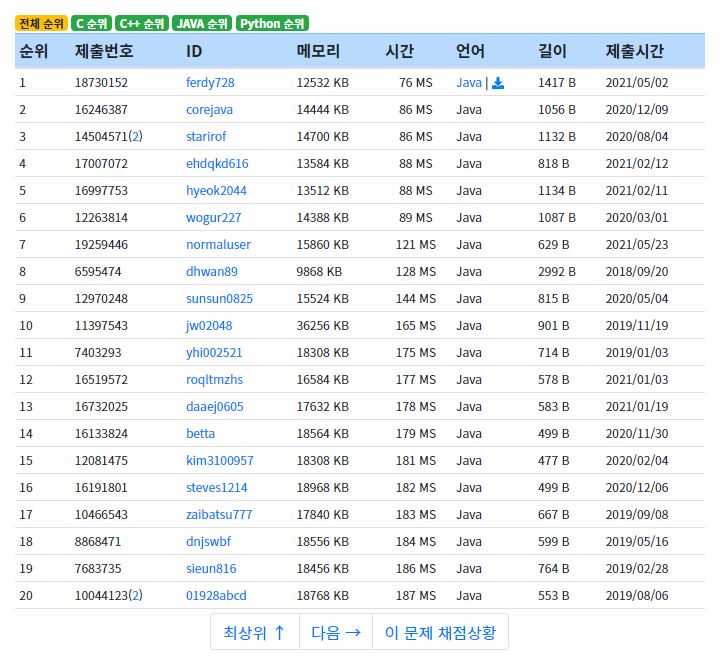 전체 순위 C 순위 C++ 순위 JAVA 순위 Python 순위
순위 제출번호 ID 메모리 시간 언어 길이 제출시간
1 18730152 ferdy728 12532 KB 76 MS Java | 1417 B 2021/05/02
2 16246387 corejava 14444 KB 86 MS Java 1056 B 2020/12/09
3 14504571(2) starirof 14700 KB 86 MS Java 1132 B 2020/08/04
4 17007072 ehdqkd616 13584 KB 88 MS Java 818 B 2021/02/12
5 16997753 hyeok2044 13512 KB 88 MS Java 1134 B 2021/02/11
6 12263814 wogur227 14388 KB 89 MS Java 1087 B 2020/03/01
7 19259446 normaluser 15860 KB 121 MS Java 629 B 2021/05/23
8 6595474 dhwan89 9868 KB 128 MS Java 2992 B 2018/09/20
9 12970248 sunsun0825 15524 KB 144 MS Java 815 B 2020/05/04
10 11397543 jw02048 36256 KB 165 MS Java 901 B 2019/11/19
11 7403293 yhi002521 18308 KB 175 MS Java 714 B 2019/01/03
12 16519572 roqltmzhs 16584 KB 177 MS Java 578 B 2021/01/03
13 16732025 daaej0605 17632 KB 178 MS Java 583 B 2021/01/19
14 16133824 betta 18564 KB 179 MS Java 499 B 2020/11/30
15 12081475 kim3100957 18308 KB 181 MS Java 477 B 2020/02/04
16 16191801 steves1214 18968 KB 182 MS Java 499 B 2020/12/06
17 10466543 zaibatsu777 17840 KB 183 MS Java 667 B 2019/09/08
18 8868471 dnjswbf 18556 KB 184 MS Java 599 B 2019/05/16
19 7683735 sieun816 18456 KB 186 MS Java 764 B 2019/02/28
20 10044123(2) 01928abcd 18768 KB 187 MS Java 553 B 2019/08/06
최상위 ↑ 다음 → 이 문제 채점상황